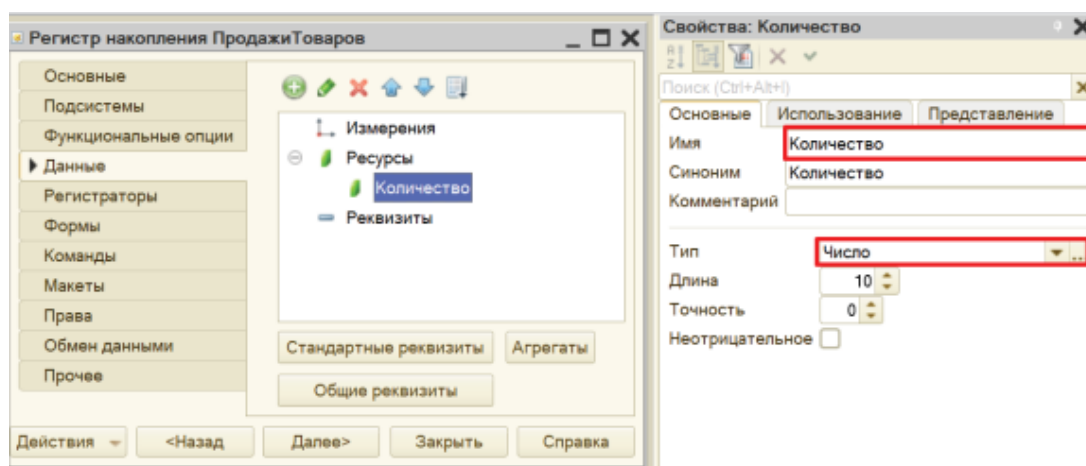 Регистр накопления ПродажиТоваров
Основные
Подсистемы
Функциональные опции
Данные
Регистраторы
Формы
Команды
Макеты
Права
Обмен данными
Прочее
Измерения
Ресурсы
Количество
Реквизиты
Стандартные реквизиты Агрегаты
Общие реквизиты
Действия <Назад Далее> Закрыть Справка
Свойства: Количество
Поиск (Ctrl+Alt+I)
Основные Использование Представление
Имя Количество
Синоним Количество
Комментарий
Тип Число
Длина 10
Точность 0
Неотрицательное